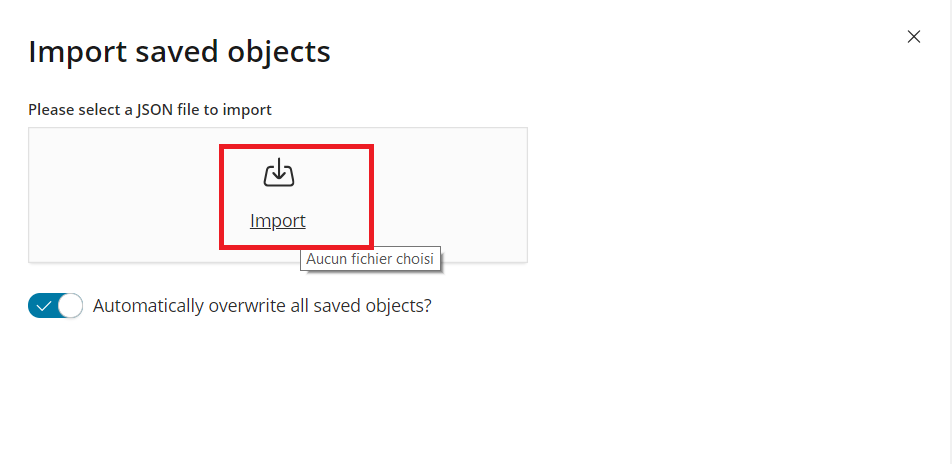 Import saved objects
Please select a JSON file to import
Import
Aucun fichier choisi
Automatically overwrite all saved objects?